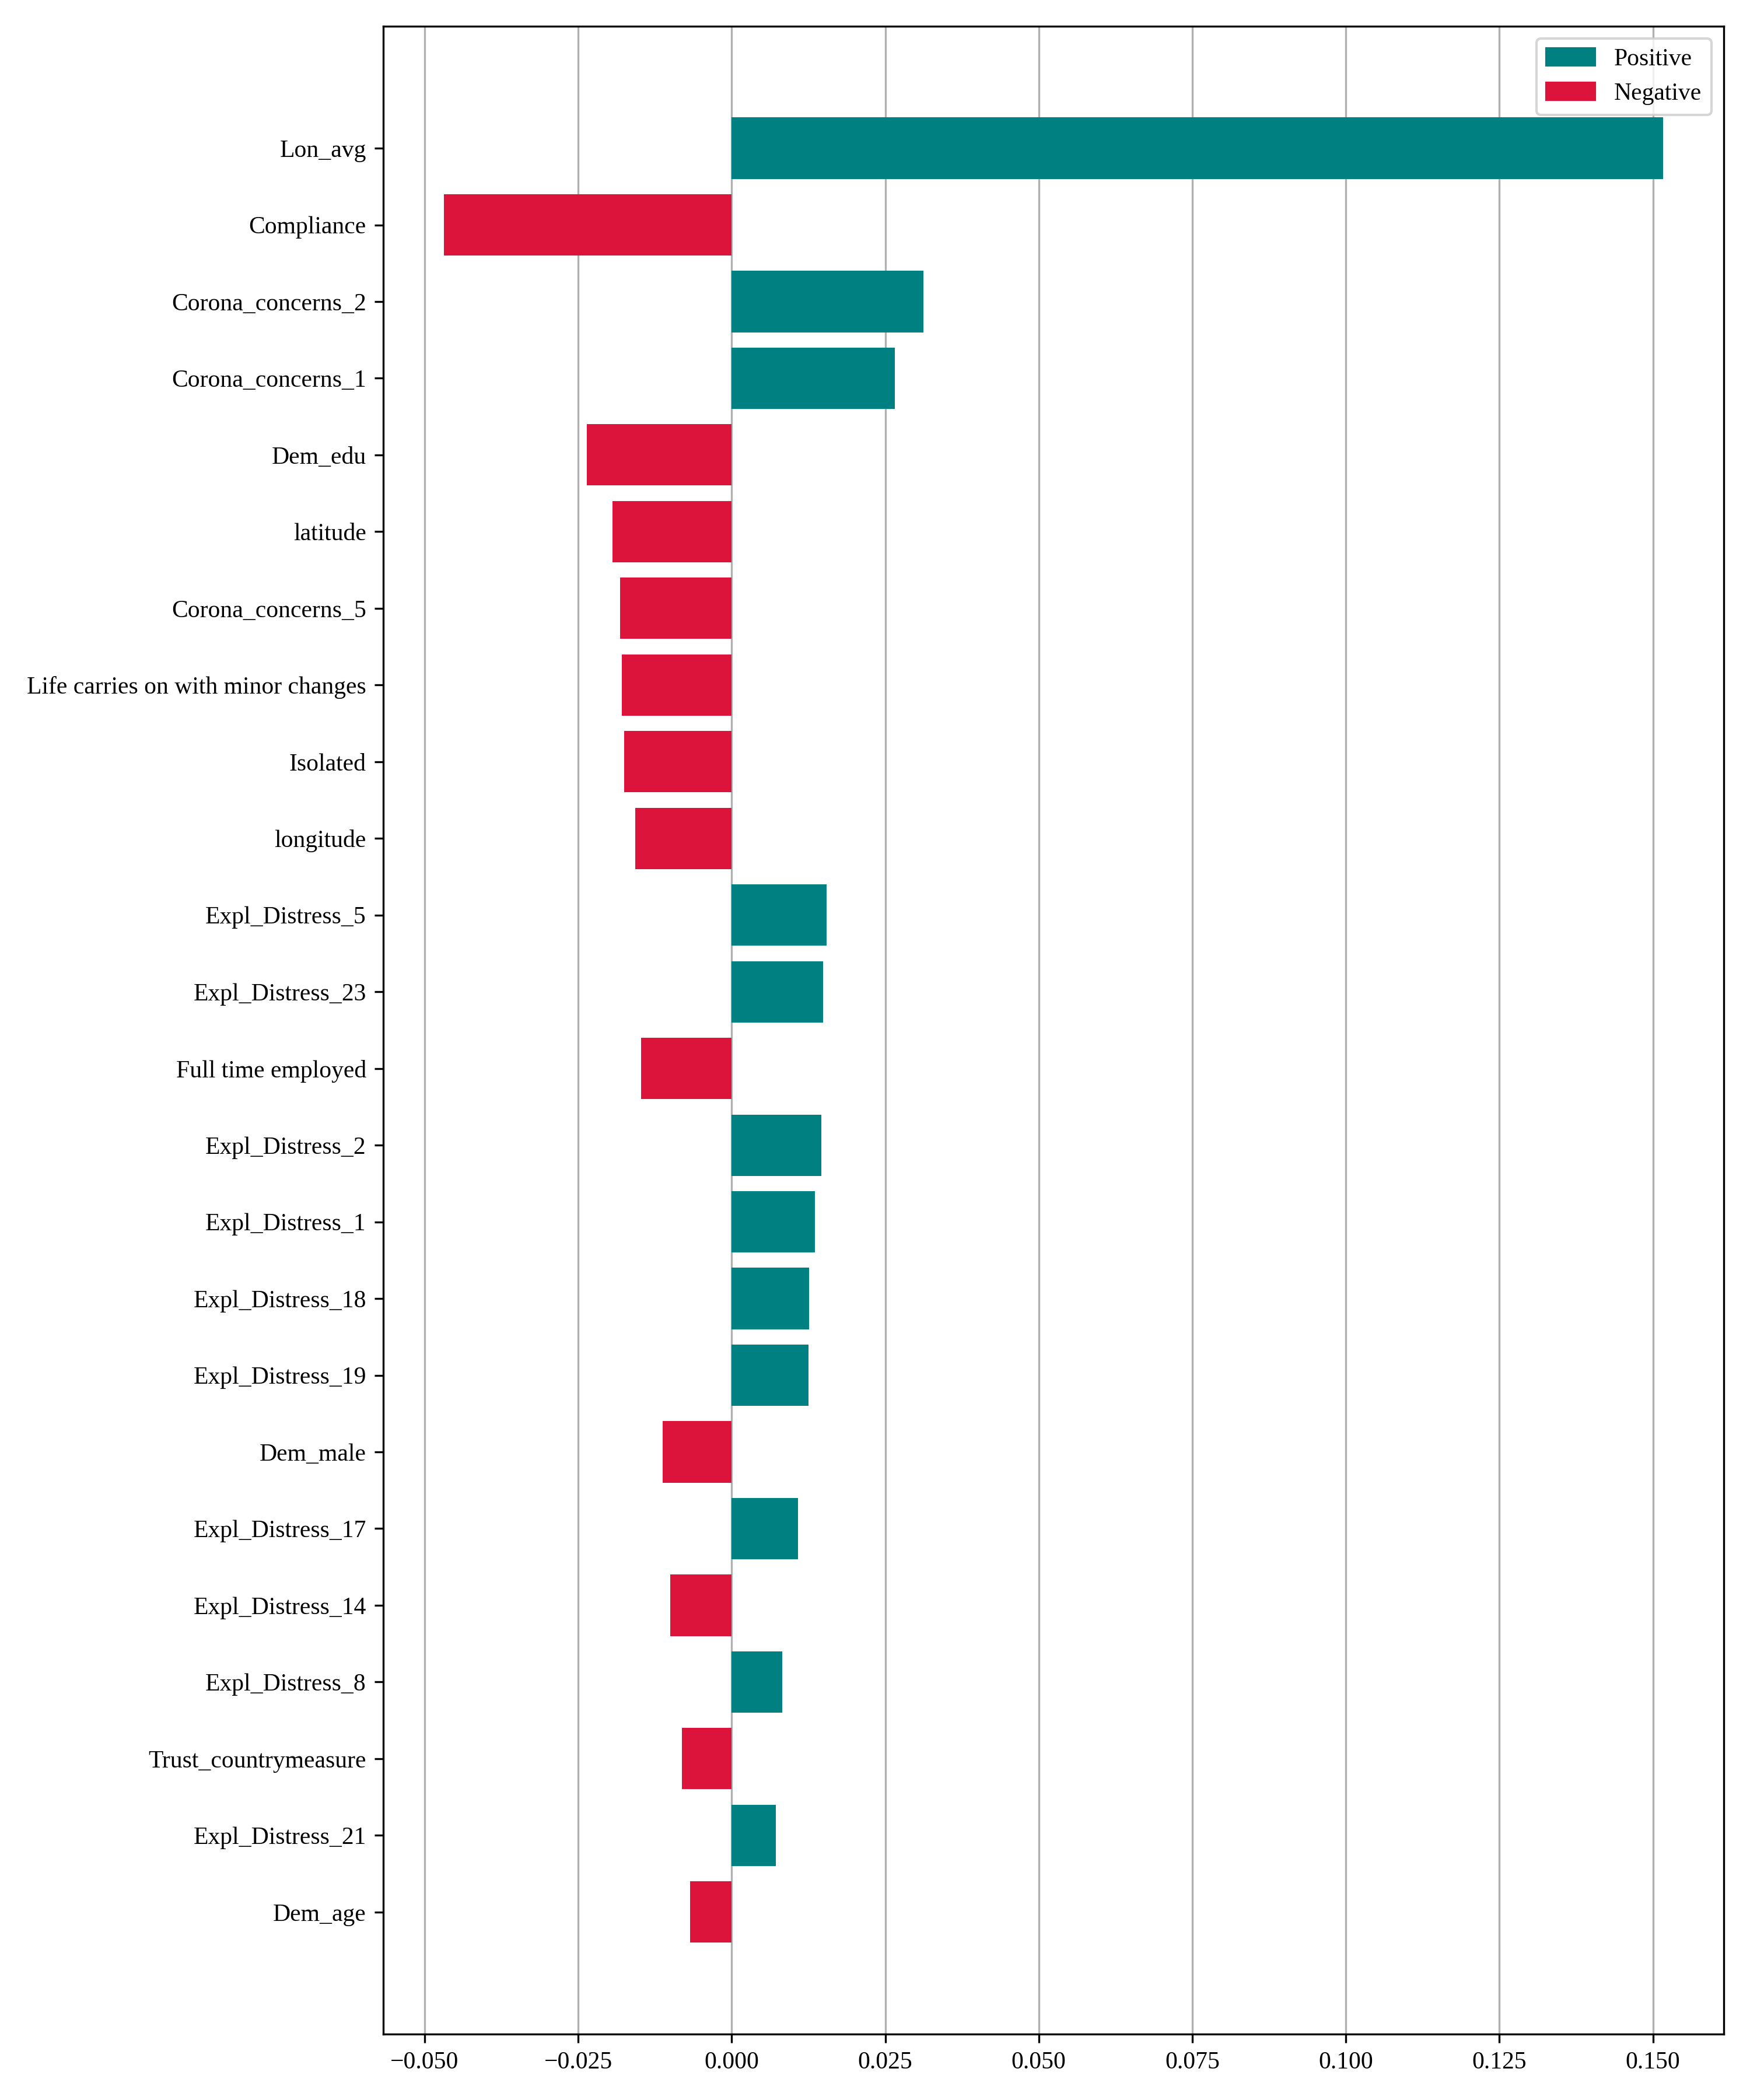 Positive
Negative
Lon_avg
Compliance
Corona_concerns_2
Corona_concerns_1
Dem_edu
latitude
Corona_concerns_5
Life carries on with minor changes
Isolated
longitude
Expl_Distress_5
Expl_Distress_23
Full time employed
Expl_Distress_2
Expl_Distress_1
Expl_Distress_18
Expl_Distress_19
Dem_male
Expl_Distress_17
Expl_Distress_14
Expl_Distress_8
Trust_countrymeasure
Expl_Distress_21
Dem_age
−0.050 −0.025 0.000 0.025 0.050 0.075 0.100 0.125 0.150